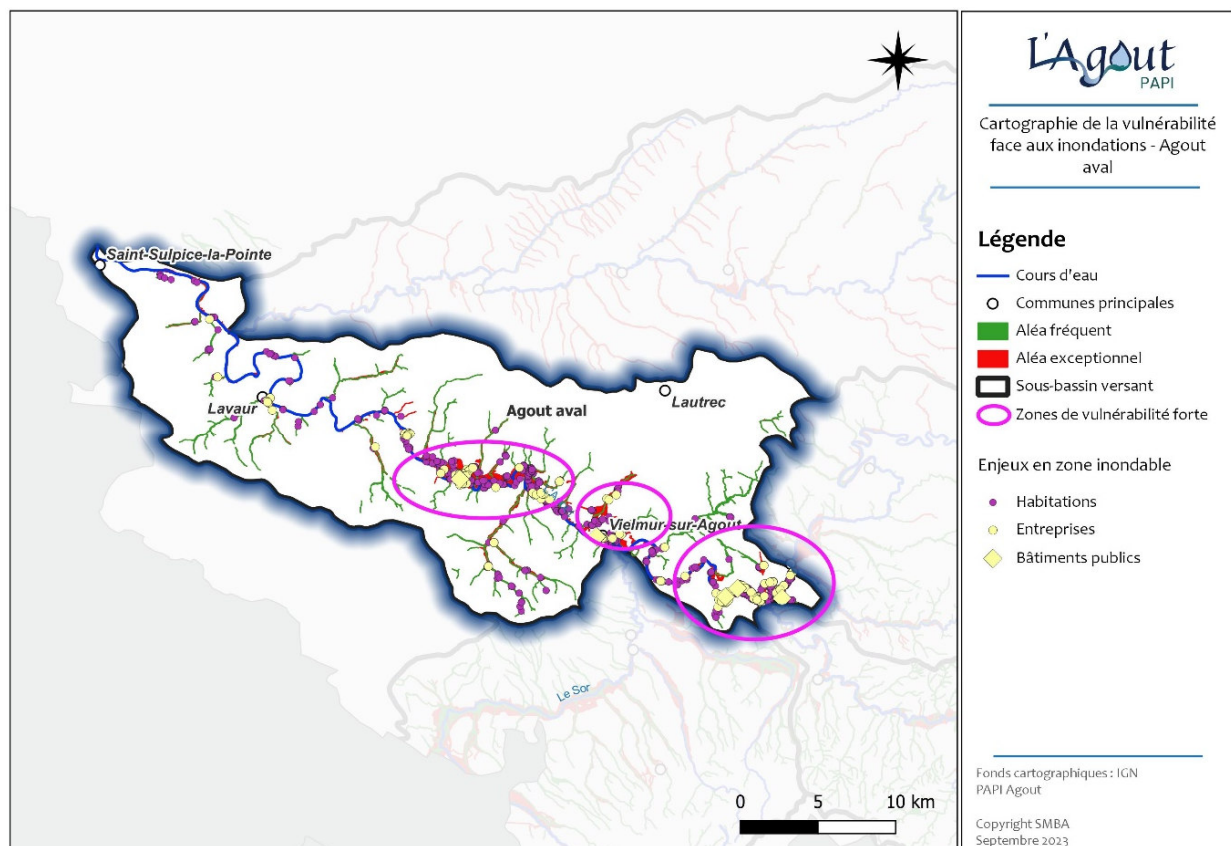 Saint-Sulpice-la-Pointe
Lavaur
Agout aval
Lautrec
Vielmur-sur-Agout
Le Sor
0 5 10 km
L'Agout
PAPI
Cartographie de la vulnérabilité
face aux inondations - Agout
aval
Légende
Cours d'eau
Communes principales
Aléa fréquent
Aléa exceptionnel
Sous-bassin versant
Zones de vulnérabilité forte
Enjeux en zone inondable
Habitations
Entreprises
Bâtiments publics
Fonds cartographiques : IGN
PAPI Agout
Copyright SMBA
Septembre 2023